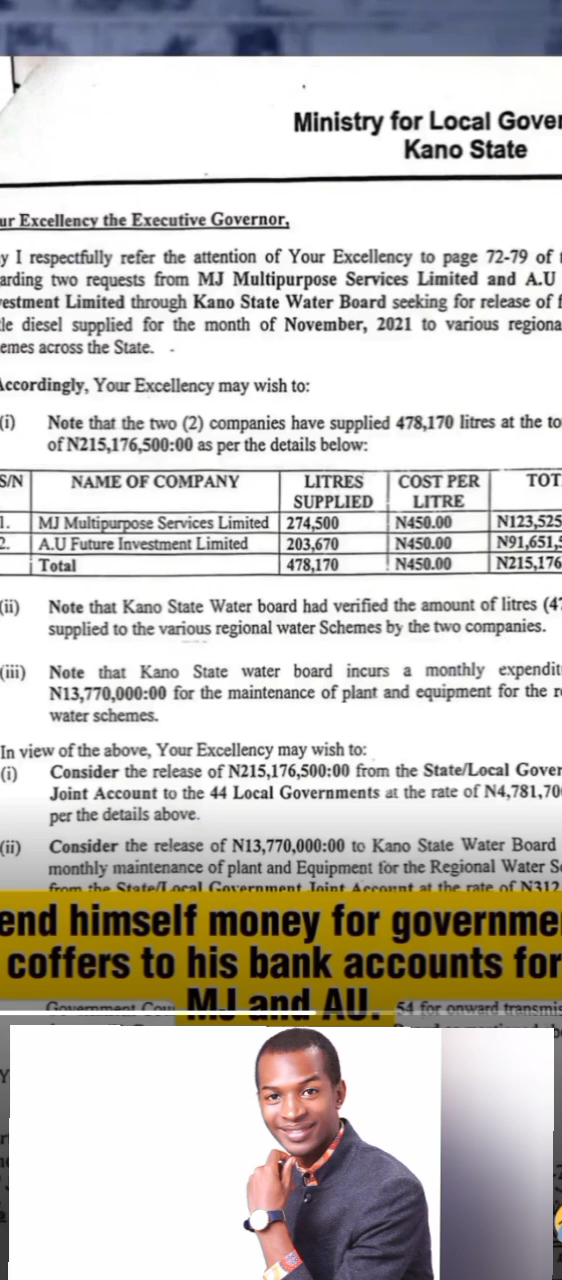 Ministry for Local Gover
Kano State
ur Excellency the Executive Governor,
y I respectfully refer the attention of Your Excellency to page 72-79 of t
arding two requests from MJ Multipurpose Services Limited and A.U
vestment Limited through Kano State Water Board seeking for release of f
le diesel supplied for the month of November, 2021 to various regiona
emes across the State. -
Accordingly, Your Excellency may wish to:
(i) Note that the two (2) companies have supplied 478,170 litres at the to
of N215,176,500:00 as per the details below:
S/N NAME OF COMPANY LITRES SUPPLIED COST PER LITRE TOT
1. MJ Multipurpose Services Limited 274,500 N450.00 N123,525
2. A.U Future Investment Limited 203,670 N450.00 N91,651,5
Total 478,170 N450.00 N215,176
(ii) Note that Kano State Water board had verified the amount of litres (47
supplied to the various regional water Schemes by the two companies.
(iii) Note that Kano State water board incurs a monthly expendit
N13,770,000:00 for the maintenance of plant and equipment for the re
water schemes.
In view of the above, Your Excellency may wish to:
(i) Consider the release of N215,176,500:00 from the State/Local Gover
Joint Account to the 44 Local Governments at the rate of N4,781,70
per the details above.
(ii) Consider the release of N13,770,000:00 to Kano State Water Board
monthly maintenance of plant and Equipment for the Regional Water S
from the State/Local Government Joint Account at the rate of N312
end himself money for governme
coffers to his bank accounts for
MJ and AU.
Government Cou
54 for onward transmis